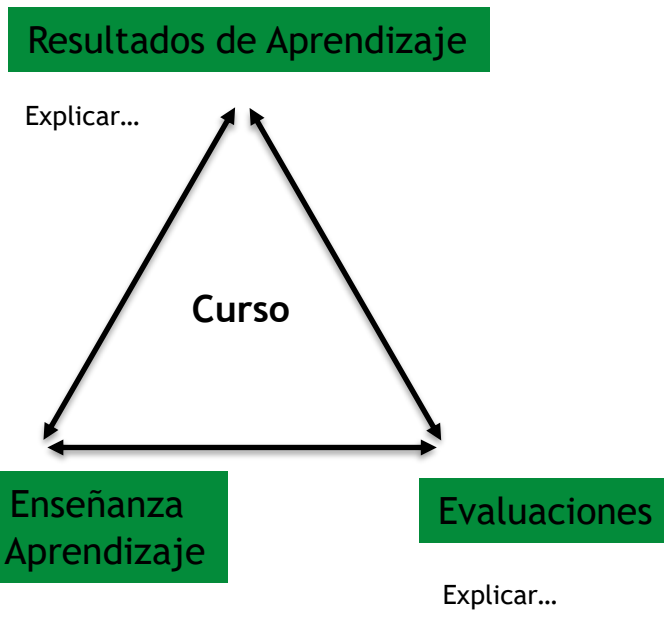 Resultados de Aprendizaje
Explicar…
Curso
Enseñanza
Aprendizaje
Evaluaciones
Explicar…